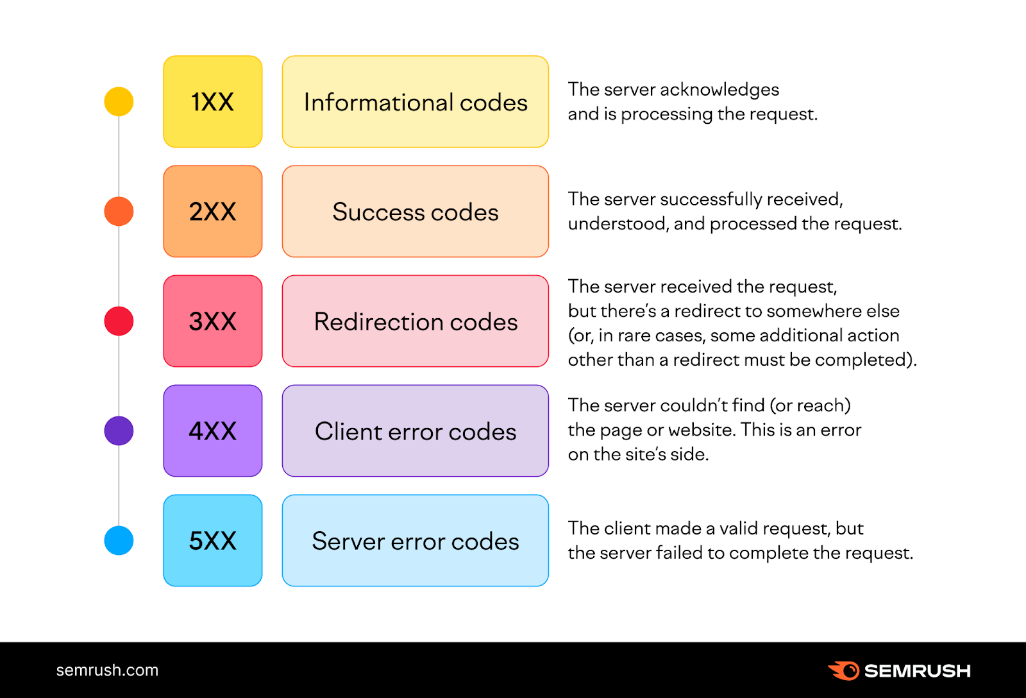 1XX
Informational codes
The server acknowledges
and is processing the request.
2XX
Success codes
The server successfully received,
understood, and processed the request.
3XX
Redirection codes
The server received the request,
but there’s a redirect to somewhere else
(or, in rare cases, some additional action
other than a redirect must be completed).
4XX
Client error codes
The server couldn’t find (or reach)
the page or website. This is an error
on the site’s side.
5XX
Server error codes
The client made a valid request, but
the server failed to complete the request.
semrush.com
SEMRUSH